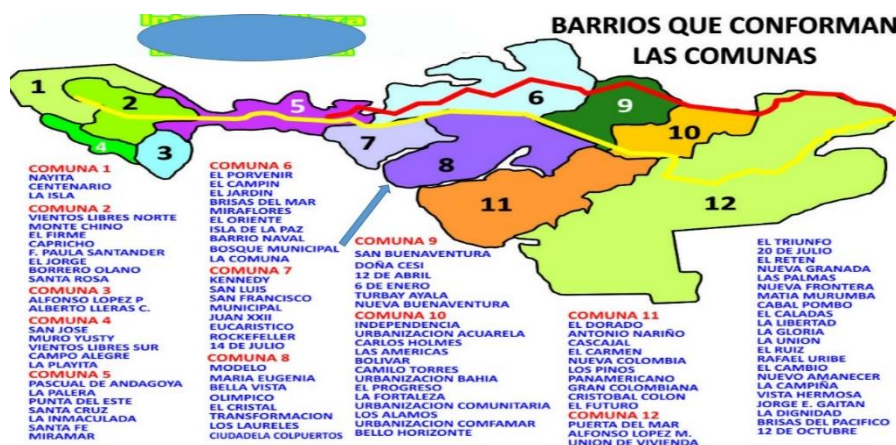 BARRIOS QUE CONFORMAN
LAS COMUNAS
1
2
3
4
5
6
7
8
9
10
11
12
COMUNA 1
NAYITA
CENTENARIO
LA ISLA
COMUNA 2
VIENTOS LIBRES NORTE
MONTE CHINO
EL FIRME
CAPRICHO
F. PAULA SANTANDER
EL JORGE
BORRERO OLANO
SANTA ROSA
COMUNA 3
ALFONSO LOPEZ P
ALBERTO LLERAS C.
COMUNA 4
SAN JOSE
MURO YUSTY
VIENTOS LIBRES SUR
CAMPO ALEGRE
LA PLAYITA
COMUNA 5
PASCUAL DE ANDAGOYA
LA PALERA
PUNTA DEL ESTE
SANTA CRUZ
LA INMACULADA
SANTA FE
MIRAMAR
COMUNA 6
EL PORVENIR
EL CAMPIN
EL JARDIN
BRISAS DEL MAR
MIRAFLORES
EL ORIENTE
ISLA DE LA PAZ
BARRIO NAVAL
BOSQUE MUNICIPAL
LA COMUNA
COMUNA 7
KENNEDY
SAN LUIS
SAN FRANCISCO
MUNICIPAL
JUAN XXII
EUCARISTICO
ROCKEFELLER
14 DE JULIO
COMUNA 8
MODELO
MARIA EUGENIA
BELLA VISTA
OLIMPICO
EL CRISTAL
TRANSFORMACION
LOS LAURELES
CIUDADELA COLPUERTOS
COMUNA 9
SAN BUENAVENTURA
DOÑA CESI
12 DE ABRIL
6 DE ENERO
TURBAY AYALA
NUEVA BUENAVENTURA
COMUNA 10
INDEPENDENCIA
URBANIZACION ACUARELA
CARLOS HOLMES
LAS AMERICAS
BOLIVAR
CAMILO TORRES
URBANIZACION BAHIA
EL PROGRESO
LA FORTALEZA
URBANIZACION COMUNITARIA
LOS ALAMOS
URBANIZACION COMFAMAR
BELLO HORIZONTE
COMUNA 11
EL DORADO
ANTONIO NARIÑO
CASCAJAL
EL CARMEN
NUEVA COLOMBIA
LOS PINOS
PANAMERICANO
GRAN COLOMBIANA
CRISTOBAL COLON
EL FUTURO
COMUNA 12
PUERTA DEL MAR
ALFONSO LOPEZ M.
UNION DE VIVIENDA
EL TRIUNFO
20 DE JULIO
EL RETEN
NUEVA GRANADA
LAS PALMAS
NUEVA FRONTERA
MATIA MURUMBA
CABAL POMBO
EL CALADAS
LA LIBERTAD
LA GLORIA
LA UNION
EL RUIZ
RAFAEL URIBE
EL CAMBIO
NUEVO AMANECER
LA CAMPIÑA
VISTA HERMOSA
JORGE E. GAITAN
LA DIGNIDAD
BRISAS DEL PACIFICO
12 DE OCTUBRE